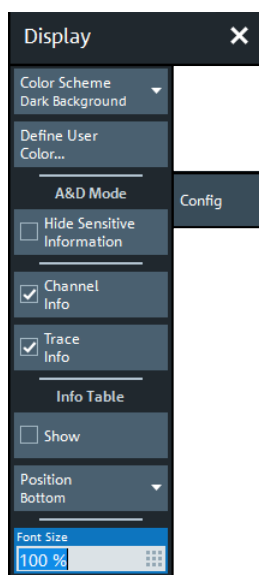 Display
Color Scheme
Dark Background
Define User
Color...
A&D Mode
Hide Sensitive
Information
Config
Channel
Info
Trace
Info
Info Table
Show
Position
Bottom
Font Size
100 %